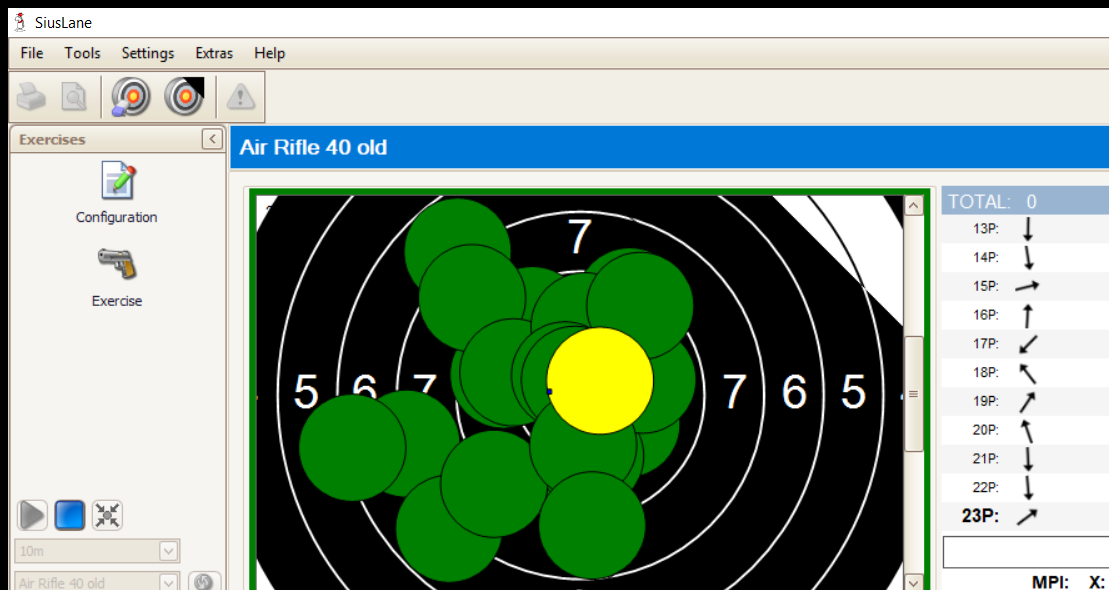 SiusLane
File Tools Settings Extras Help
Exercises
Air Rifle 40 old
Configuration
Exercise
10m
Air Rifle 40 old
7
5 6 7 7 6 5
TOTAL: 0
13P:
14P:
15P:
16P:
17P:
18P:
19P:
20P:
21P:
22P:
23P:
MPI: X: